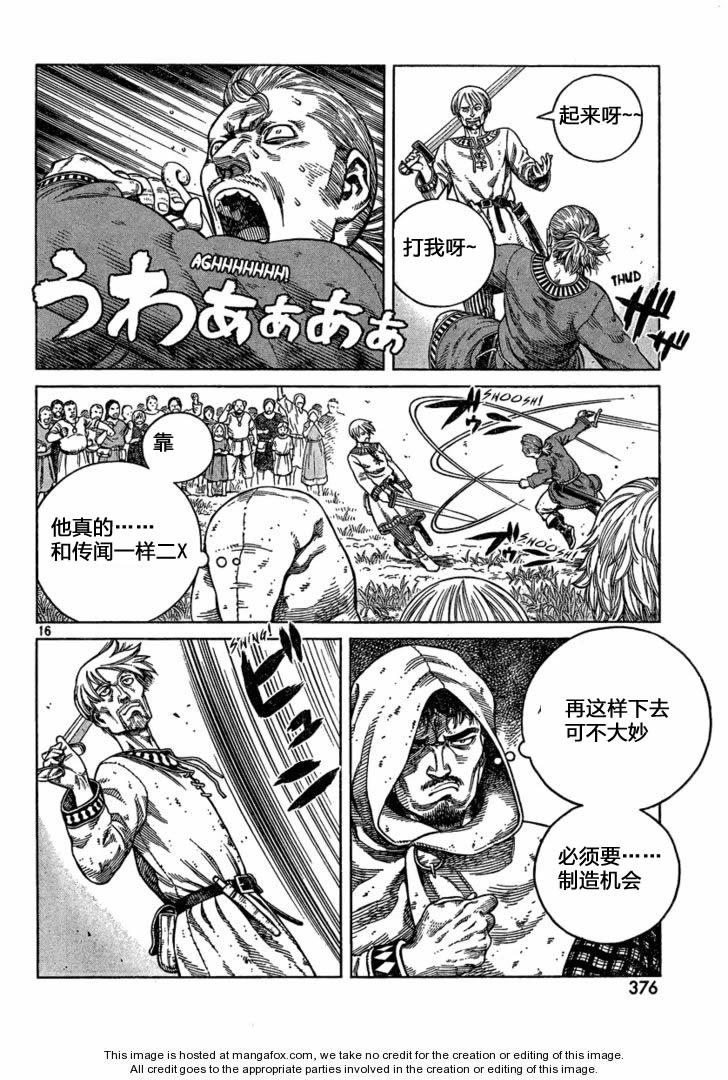 AGHHHHHHH!
うわぁぁぁぁ
起来呀~~
打我呀~
THUD
SHOOSH!
靠
他真的……
和传闻一样二X
SHOOSH!
16
SWING!
ビュン
再这样下去
可不大妙
必须要……
制造机会
376
This image is hosted at mangafox.com, we take no credit for the creation or editing of this image.
All credit goes to the appropriate parties involved in the creation or editing of this image.